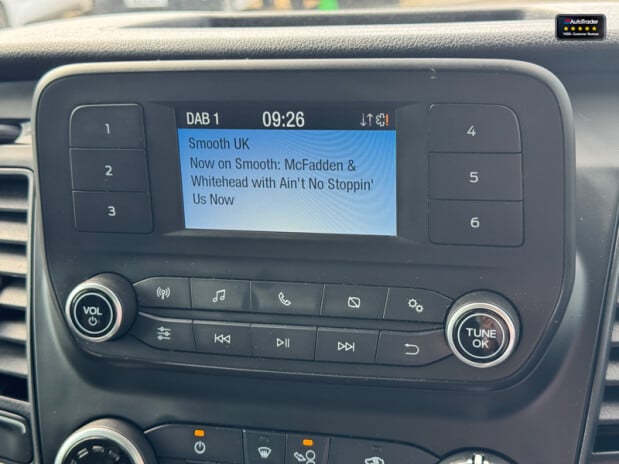 AutoTrader
DAB 1 09:26
Smooth UK
Now on Smooth: McFadden &
Whitehead with Ain't No Stoppin'
Us Now
1
2
3
4
5
6
VOL
TUNE
OK